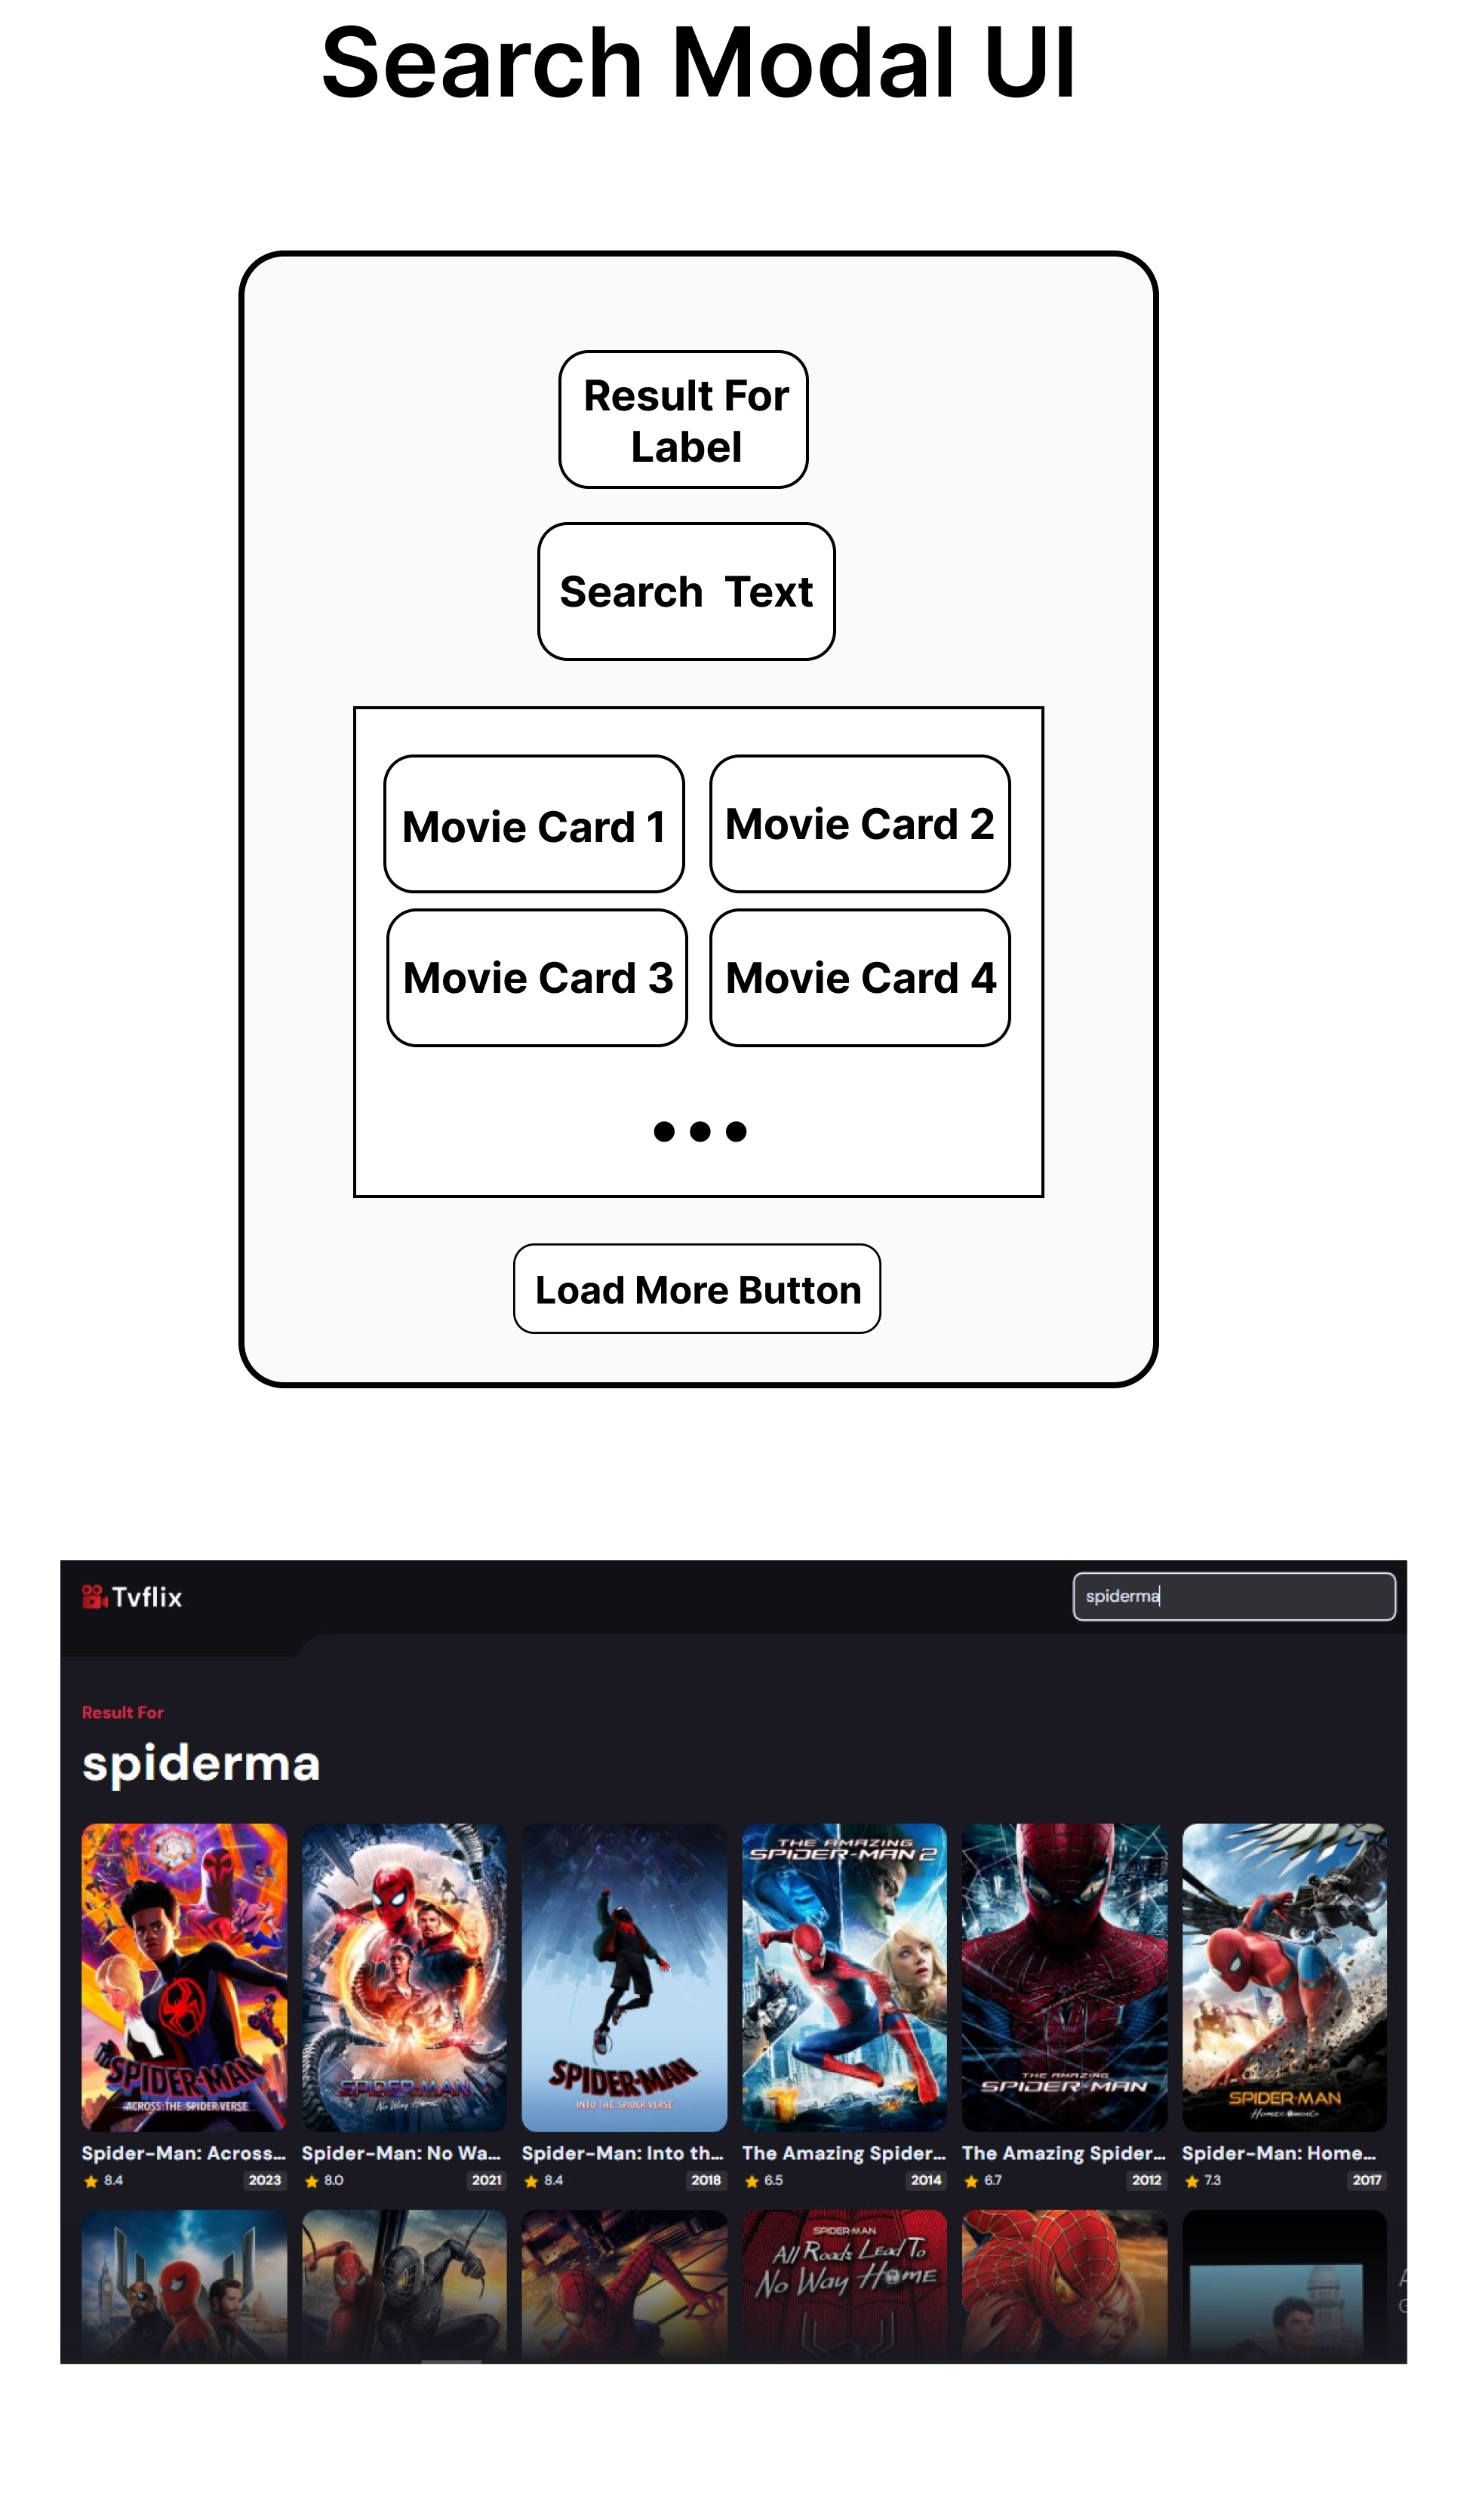 Search Modal UI
Result For
Label
Search Text
Movie Card 1
Movie Card 2
Movie Card 3
Movie Card 4
Load More Button
Tvflix
spiderma
Result For
spiderma
SPIDER-MAN
ACROSS THE SPIDER-VERSE
SPIDER-MAN
No Way Home
SPIDER-MAN
INTO THE SPIDER-VERSE
THE AMAZING
SPIDER-MAN 2
THE AMAZING
SPIDER-MAN
SPIDER-MAN
HOMECOMING
Spider-Man: Across...
Spider-Man: No Wa...
Spider-Man: Into th...
The Amazing Spider...
The Amazing Spider...
Spider-Man: Home...
8.4
2023
8.0
2021
8.4
2018
6.5
2014
6.7
2012
7.3
2017
SPIDER-MAN
All Roads Lead To
No Way Home